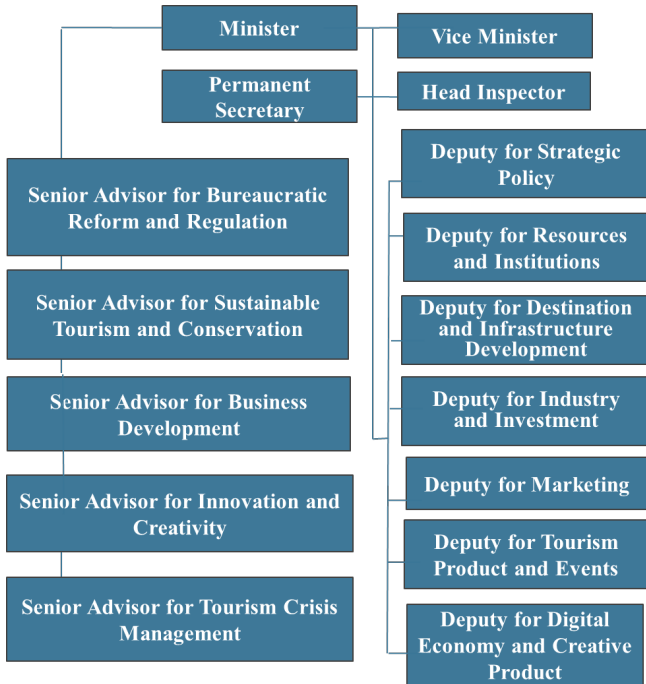 Minister
Vice Minister
Permanent
Secretary
Head Inspector
Senior Advisor for Bureaucratic
Reform and Regulation
Senior Advisor for Sustainable
Tourism and Conservation
Senior Advisor for Business
Development
Senior Advisor for Innovation and
Creativity
Senior Advisor for Tourism Crisis
Management
Deputy for Strategic
Policy
Deputy for Resources
and Institutions
Deputy for Destination
and Infrastructure
Development
Deputy for Industry
and Investment
Deputy for Marketing
Deputy for Tourism
Product and Events
Deputy for Digital
Economy and Creative
Product